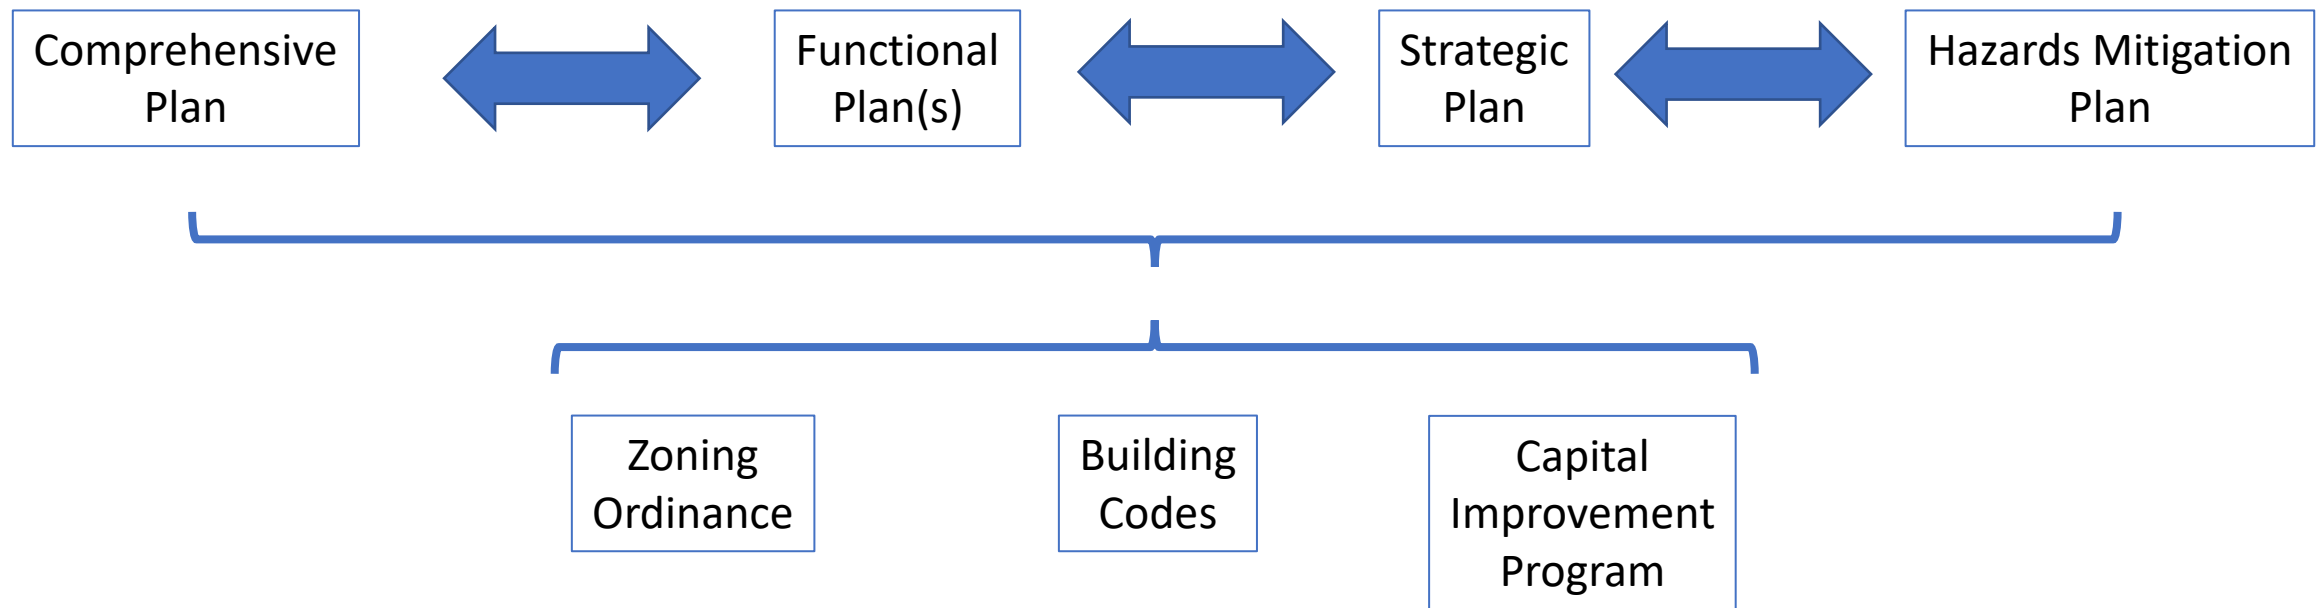 Comprehensive
Plan
Functional
Plan(s)
Strategic
Plan
Hazards Mitigation
Plan
Zoning
Ordinance
Building
Codes
Capital
Improvement
Program